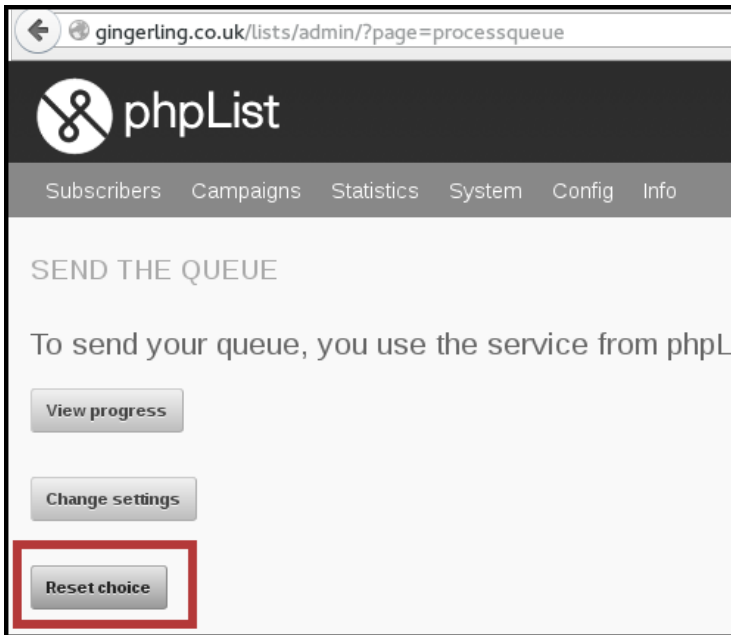 gingerling.co.uk/lists/admin/?page=processqueue
phpList
Subscribers Campaigns Statistics System Config Info
SEND THE QUEUE
To send your queue, you use the service from phpL
View progress
Change settings
Reset choice